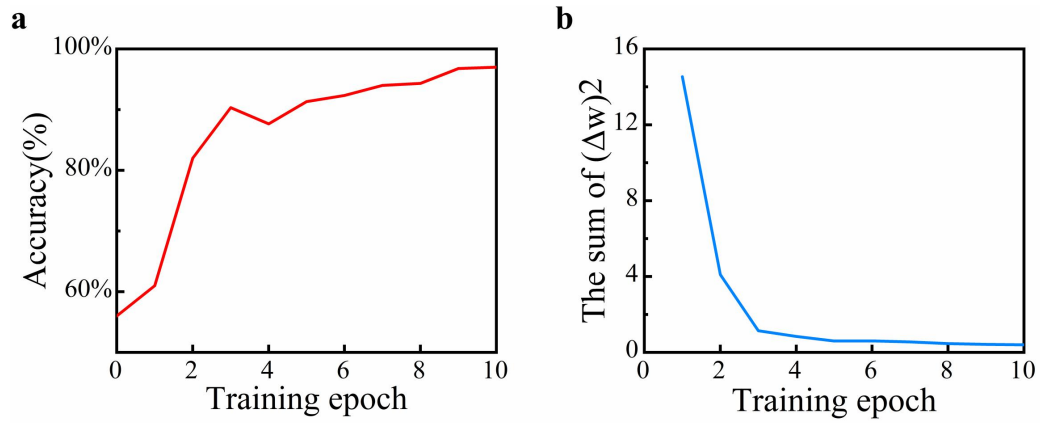 a
100%
80%
60%
Accuracy(%)
0 2 4 6 8 10
Training epoch
b
16
12
8
4
0
The sum of (Δw)2
0 2 4 6 8 10
Training epoch